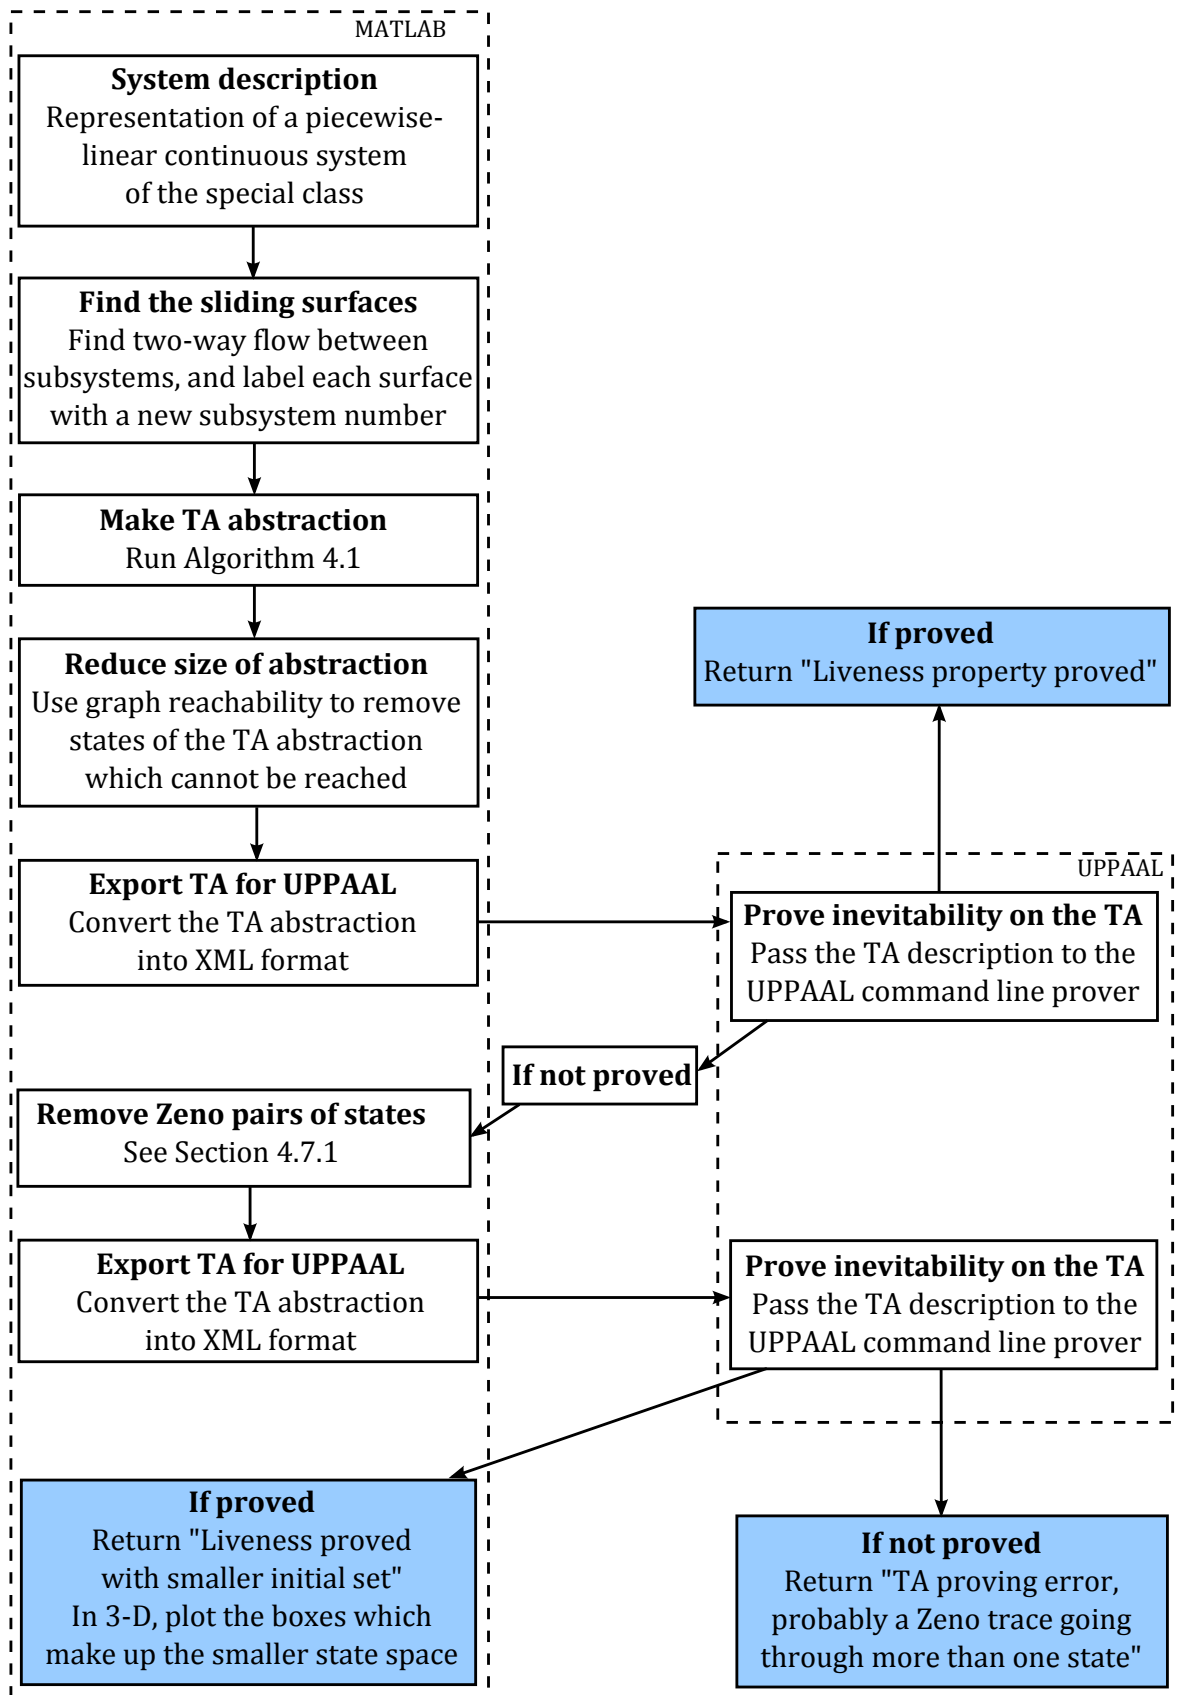 MATLAB
System description
Representation of a piecewise-
linear continuous system
of the special class
Find the sliding surfaces
Find two-way flow between
subsystems, and label each surface
with a new subsystem number
Make TA abstraction
Run Algorithm 4.1
Reduce size of abstraction
Use graph reachability to remove
states of the TA abstraction
which cannot be reached
If proved
Return "Liveness property proved"
Export TA for UPPAAL
Convert the TA abstraction
into XML format
UPPAAL
Prove inevitability on the TA
Pass the TA description to the
UPPAAL command line prover
If not proved
Remove Zeno pairs of states
See Section 4.7.1
Export TA for UPPAAL
Convert the TA abstraction
into XML format
Prove inevitability on the TA
Pass the TA description to the
UPPAAL command line prover
If proved
Return "Liveness proved
with smaller initial set"
In 3-D, plot the boxes which
make up the smaller state space
If not proved
Return "TA proving error,
probably a Zeno trace going
through more than one state"